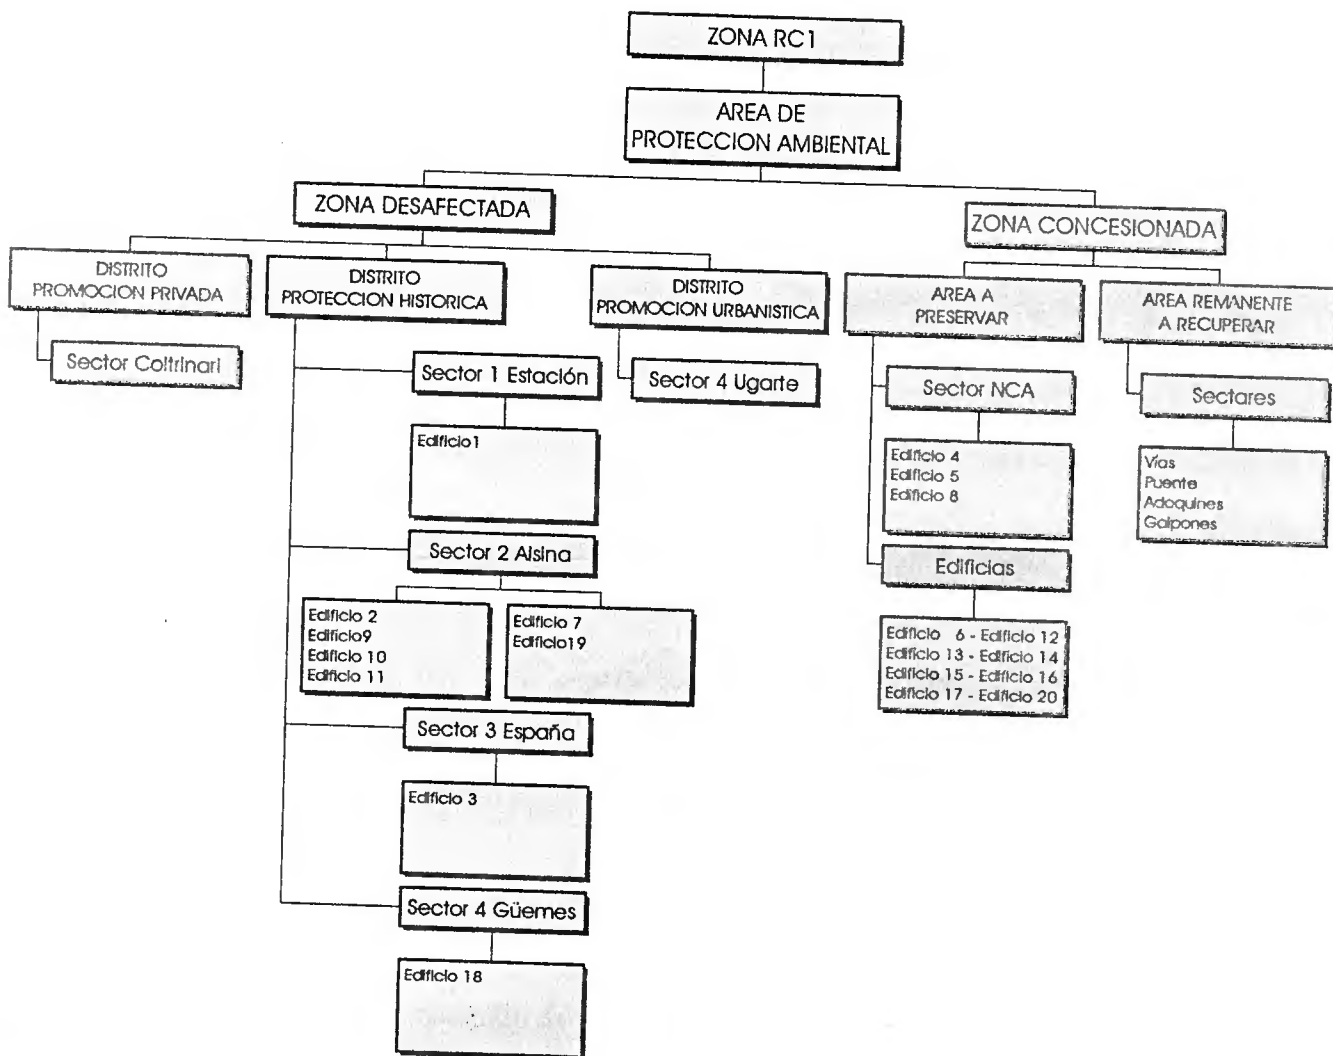 ZONA RC1
AREA DE
PROTECCION AMBIENTAL
ZONA DESAFECTADA
ZONA CONCESIONADA
DISTRITO
PROMOCION PRIVADA
DISTRITO
PROTECCION HISTORICA
DISTRITO
PROMOCION URBANISTICA
AREA A
PRESERVAR
AREA REMANENTE
A RECUPERAR
Sector Coltrinari
Sector 1 Estación
Edificio1
Sector 2 Alsina
Edificio 2
Edificio9
Edificio 10
Edificio 11
Edificio 7
Edificio19
Sector 3 España
Edificio 3
Sector 4 Güemes
Edificio 18
Sector 4 Ugarte
Sector NCA
Edificio 4
Edificio 5
Edificio 8
Edificias
Edificio 6 - Edificio 12
Edificio 13 - Edificio 14
Edificio 15 - Edificio 16
Edificio 17 - Edificio 20
Sectares
Vías
Puente
Adoquines
Galpones